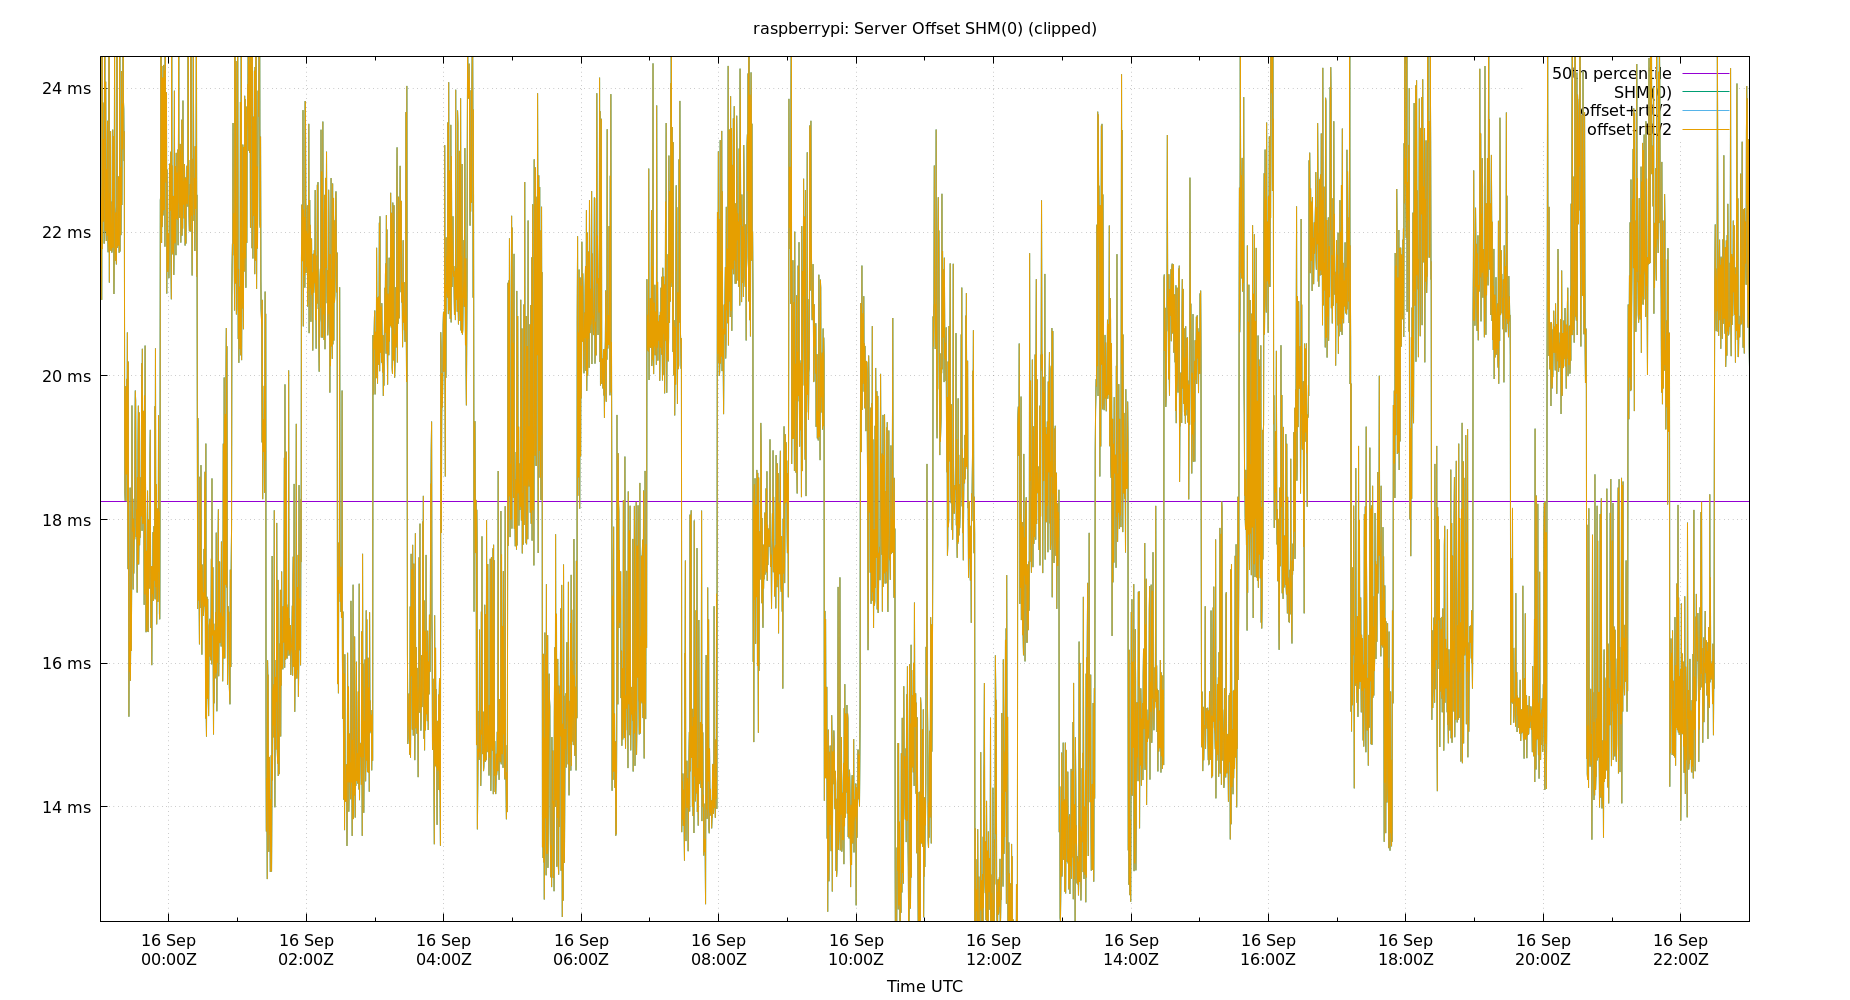 raspberrypi: Server Offset SHM(0) (clipped)
24 ms
22 ms
20 ms
18 ms
16 ms
14 ms
50th percentile
SHM(0)
offset+rtt/2
offset-rtt/2
16 Sep 16 Sep 16 Sep 16 Sep 16 Sep 16 Sep 16 Sep 16 Sep 16 Sep 16 Sep 16 Sep 16 Sep
00:00Z 02:00Z 04:00Z 06:00Z 08:00Z 10:00Z 12:00Z 14:00Z 16:00Z 18:00Z 20:00Z 22:00Z
Time UTC